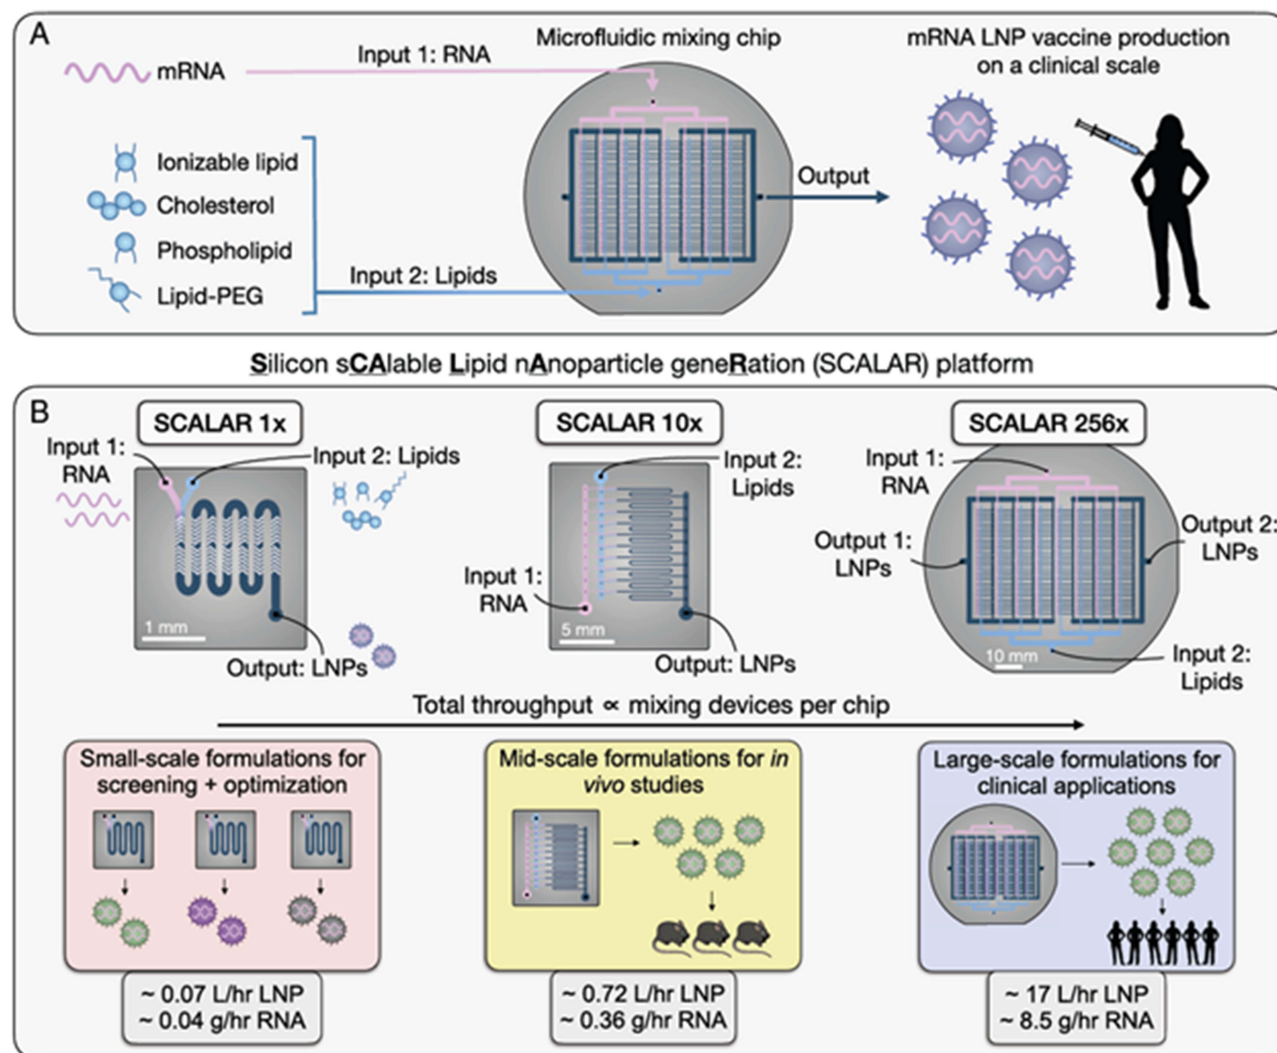 A
Microfluidic mixing chip
mRNA LNP vaccine production
on a clinical scale
Input 1: RNA
mRNA
Ionizable lipid
Cholesterol
Phospholipid
Lipid-PEG
Input 2: Lipids
Output
Silicon sCAlable Lipid nAnoparticle geneRation (SCALAR) platform
B
SCALAR 1x
Input 1:
RNA
Input 2: Lipids
1 mm
Output: LNPs
SCALAR 10x
Input 2:
Lipids
Input 1:
RNA
5 mm
Output: LNPs
SCALAR 256x
Input 1:
RNA
Output 1:
LNPs
Output 2:
LNPs
10 mm
Input 2:
Lipids
Total throughput ∝ mixing devices per chip
Small-scale formulations for
screening + optimization
~ 0.07 L/hr LNP
~ 0.04 g/hr RNA
Mid-scale formulations for in
vivo studies
~ 0.72 L/hr LNP
~ 0.36 g/hr RNA
Large-scale formulations for
clinical applications
~ 17 L/hr LNP
~ 8.5 g/hr RNA